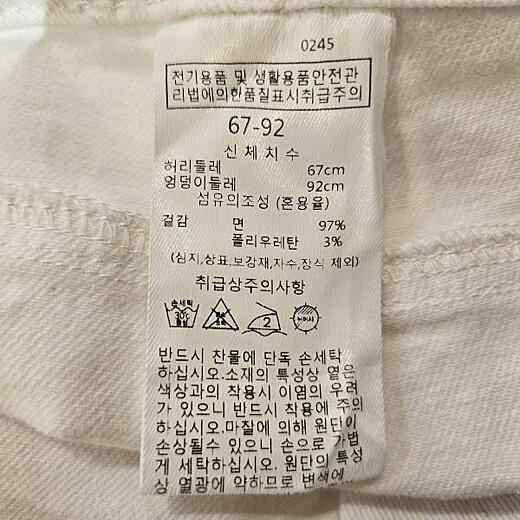 0245
전기용품 및 생활용품안전관
리법에의한품질표시취급주의
67-92
신체치수
허리둘레 67cm
엉덩이둘레 92cm
섬유의조성 (혼용율)
겉감 면 97%
폴리우레탄 3%
(심지,상표,보강재,자수,장식 제외)
취급상주의사항
손세탁 30℃ 중성
2
반드시 찬물에 단독 손세탁
하십시오.소재의 특성상 옅은
색상과의 착용시 이염의 우려
가 있으니 반드시 착용에 주의
하십시오.마찰에 의해 원단이
손상될수 있으니 손으로 가볍
게 세탁하십시오. 원단의 특성
상 열광에 약하므로 변색에